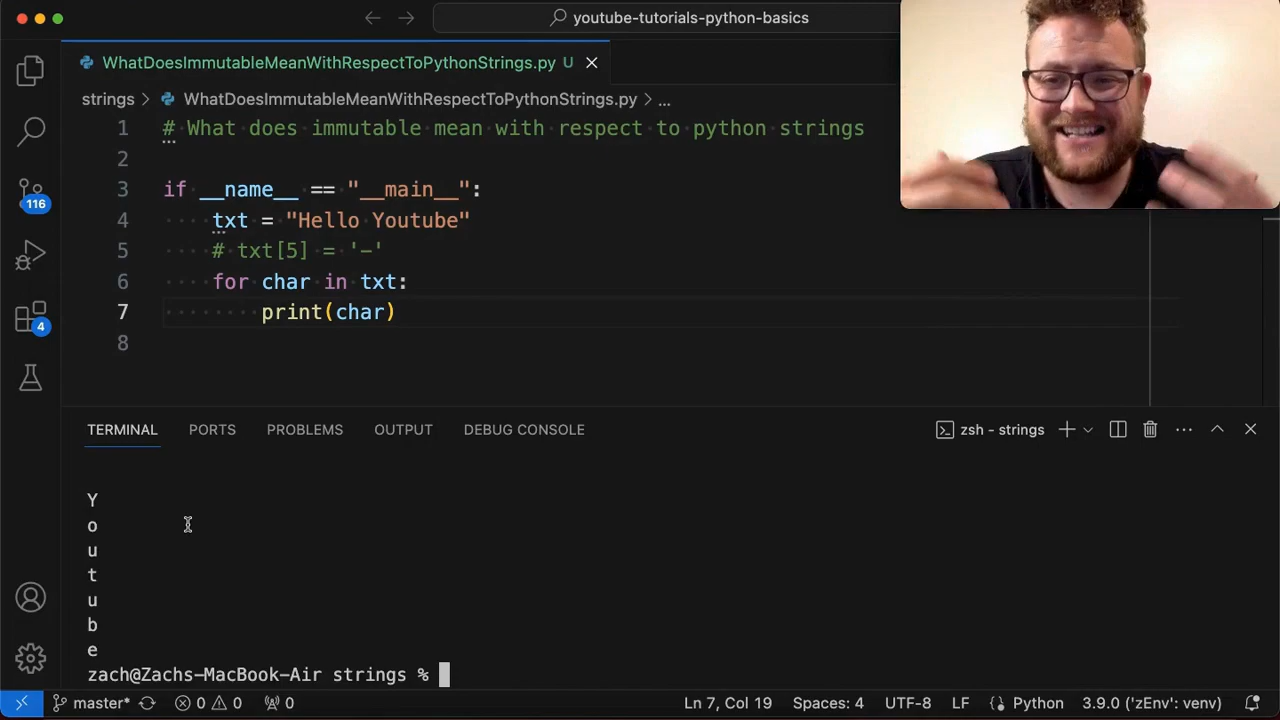 youtube-tutorials-python-basics
WhatDoesImmutableMeanWithRespectToPythonStrings.py U
strings > WhatDoesImmutableMeanWithRespectToPythonStrings.py > ...
1 # What does immutable mean with respect to python strings
2
3 if __name__ == "__main__":
4 txt = "Hello Youtube"
5 # txt[5] = '-'
6 for char in txt:
7 print(char)
8
116
4
TERMINAL PORTS PROBLEMS OUTPUT DEBUG CONSOLE zsh - strings
Y
o
u
t
u
b
e
zach@Zachs-MacBook-Air strings %
master* 0 0 0 Ln 7, Col 19 Spaces: 4 UTF-8 LF Python 3.9.0 ('zEnv': venv)